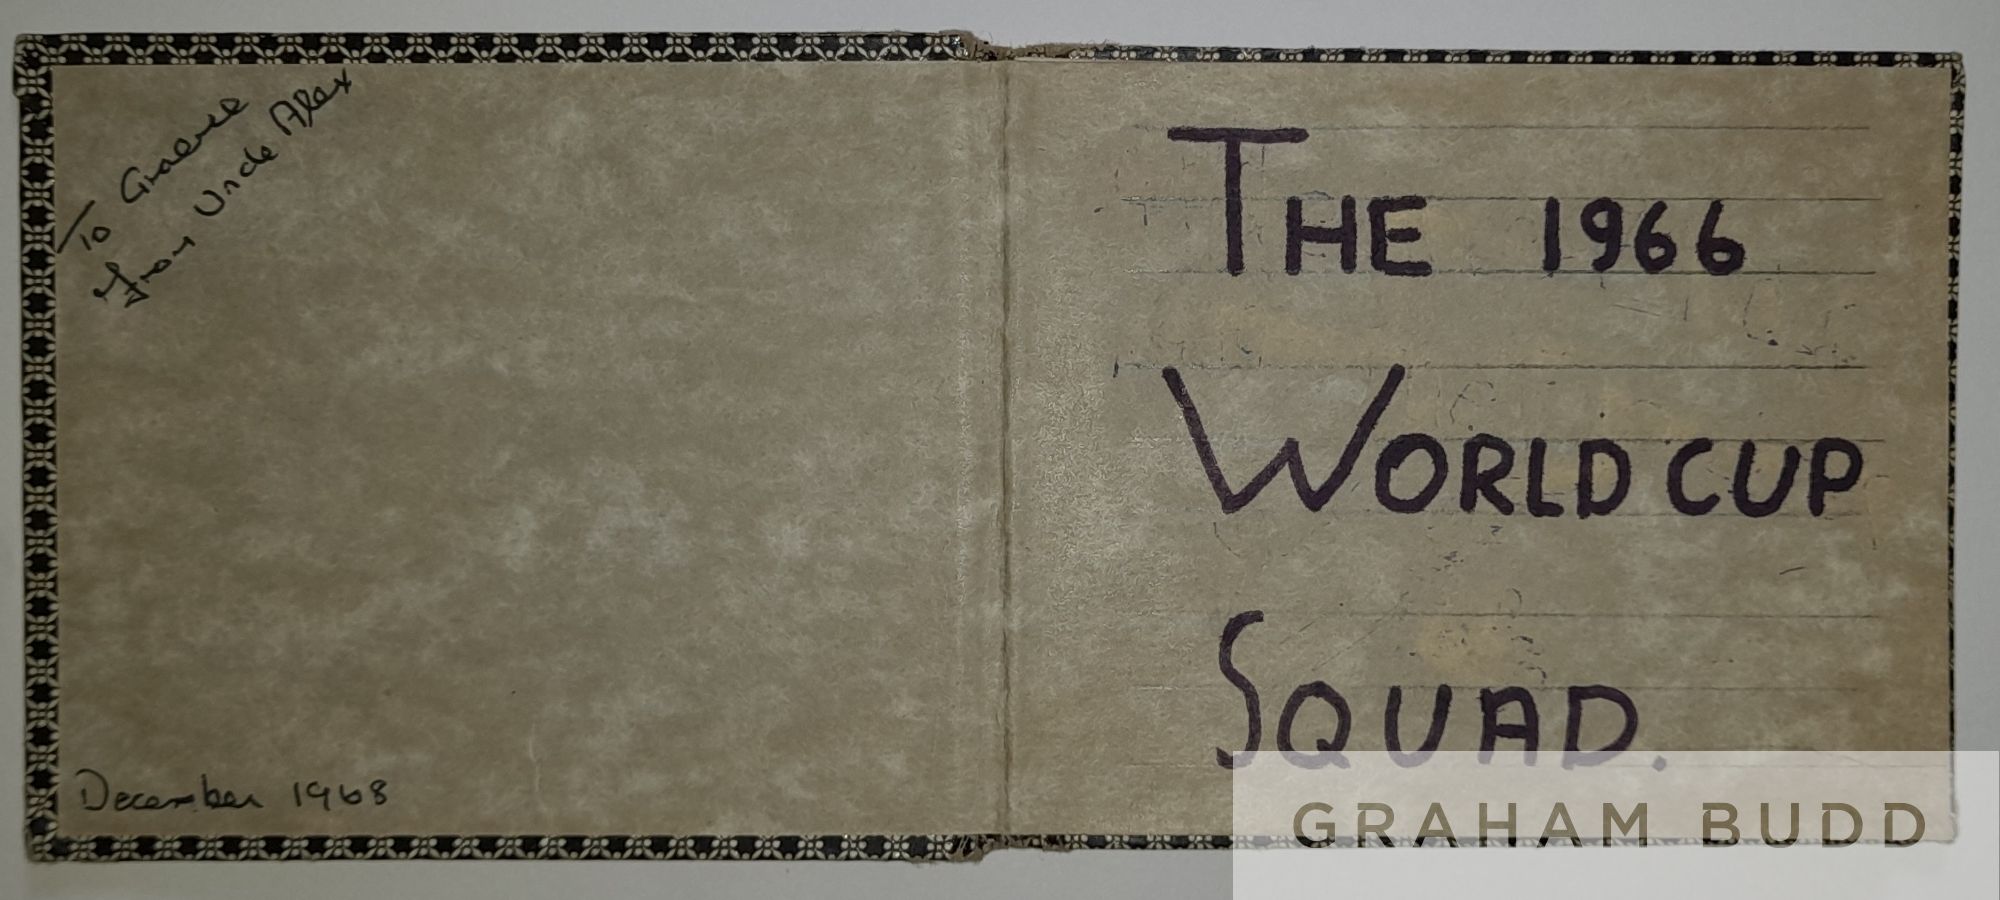 To Graeme
from Uncle Alex
December 1968
THE 1966
WORLD CUP
SQUAD.
GRAHAM BUDD